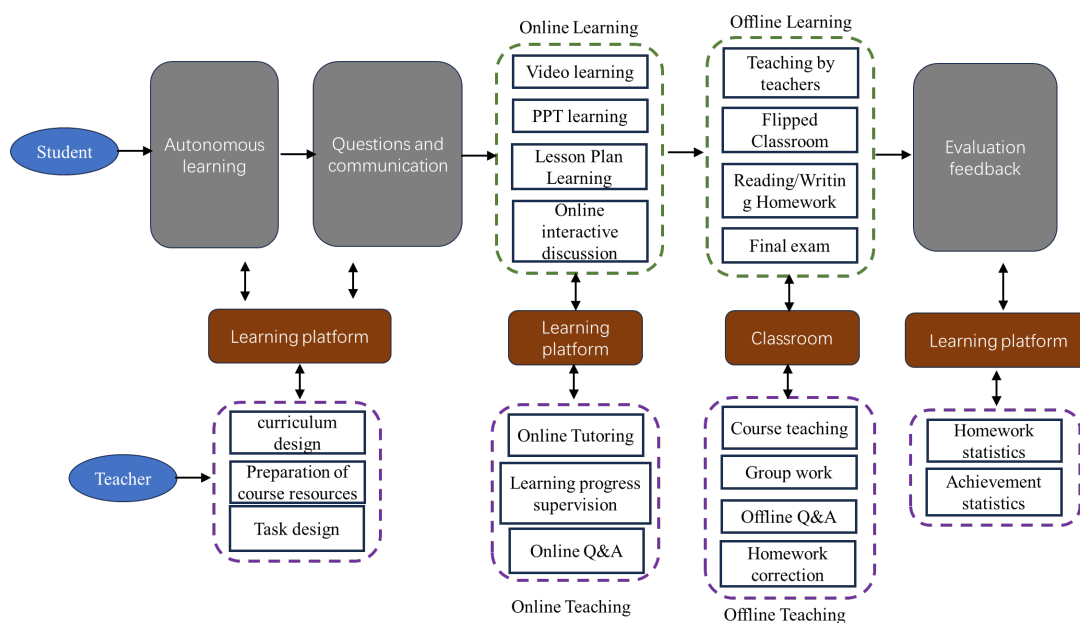 Online Learning
Offline Learning
Student
Autonomous
learning
Questions and
communication
Video learning
PPT learning
Lesson Plan
Learning
Online
interactive
discussion
Teaching by
teachers
Flipped
Classroom
Reading/Writin
g Homework
Final exam
Evaluation
feedback
Learning platform
Learning
platform
Classroom
Learning platform
Teacher
curriculum
design
Preparation of
course resources
Task design
Online Tutoring
Learning progress
supervision
Online Q&A
Course teaching
Group work
Offline Q&A
Homework
correction
Homework
statistics
Achievement
statistics
Online Teaching
Offline Teaching